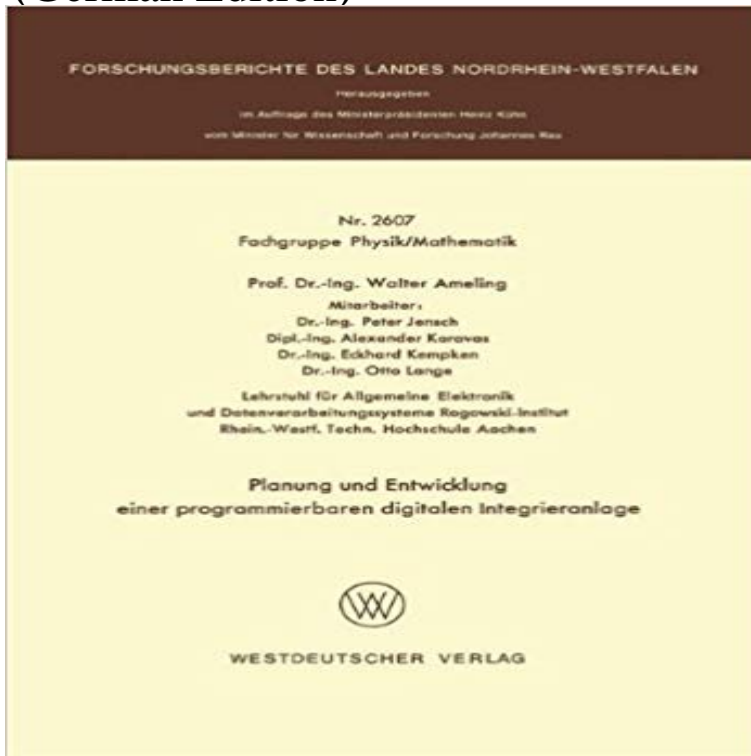 (German Edition)
FORSCHUNGSBERICHTE DES LANDES NORDRHEIN-WESTFALEN
Herausgegeben
im Auftrage des Ministerpräsidenten Heinz Kühn
vom Minister für Wissenschaft und Forschung Johannes Rau
Nr. 2607
Fachgruppe Physik/Mathematik
Prof. Dr.-Ing. Walter Ameling
Mitarbeiter:
Dr.-Ing. Peter Jensch
Dipl.-Ing. Alexander Karavas
Dr.-Ing. Eckhard Kempken
Dr.-Ing. Otto Lange
Lehrstuhl für Allgemeine Elektronik
und Datenverarbeitungssysteme Rogowski-Institut
Rhein.-Westf. Techn. Hochschule Aachen
Planung und Entwicklung
einer programmierbaren digitalen Integrieranlage
WV
WESTDEUTSCHER VERLAG